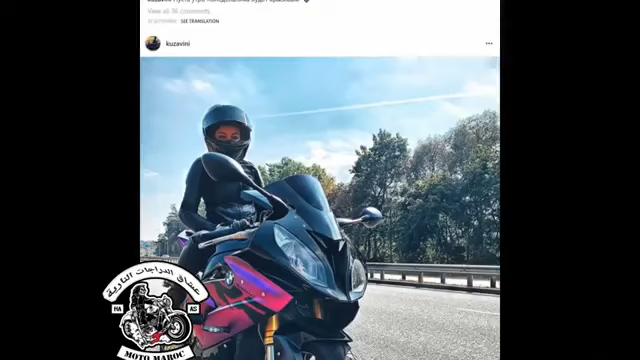 View all 36 comments
SEE TRANSLATION
kuzavini
عشاق الدراجات النارية
HA
AS
MOTO MAROC